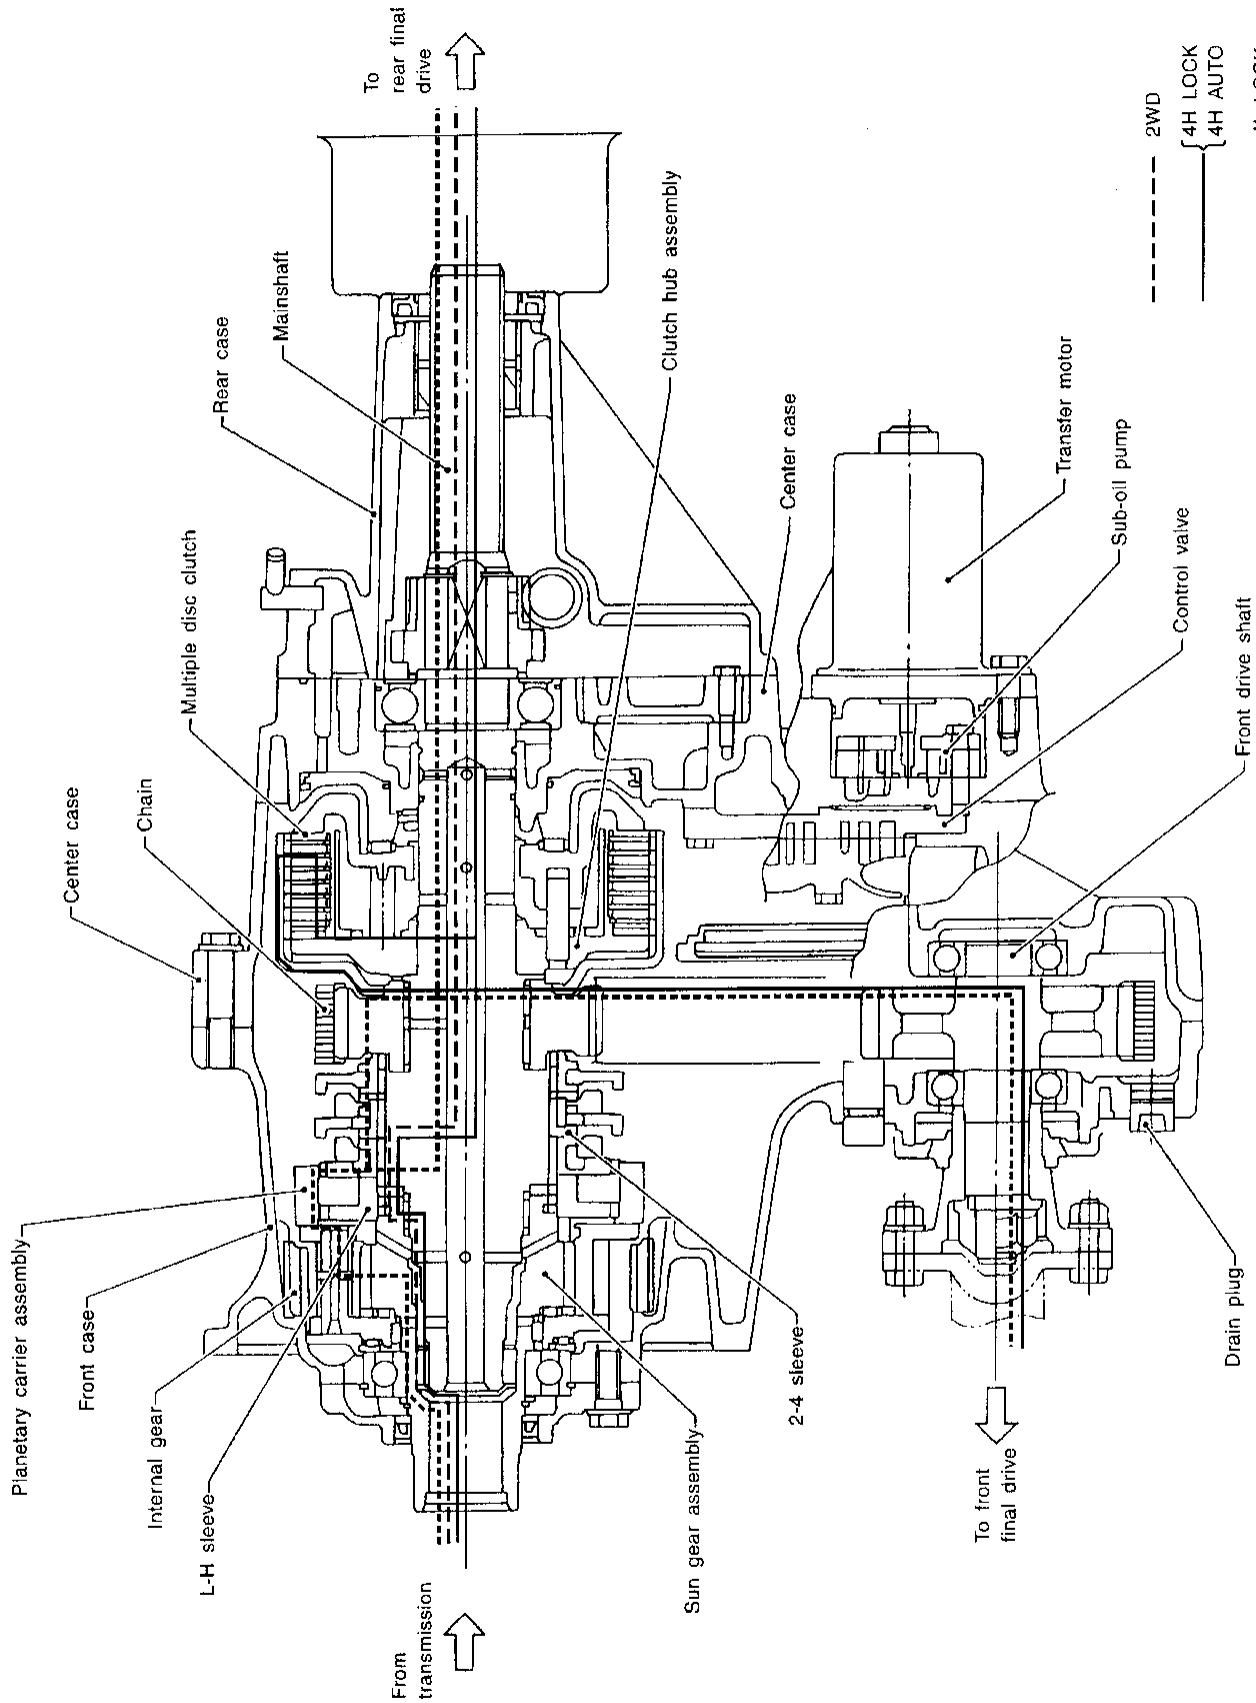 Planetary carrier assembly
Front case
Internal gear
L-H sleeve
From
transmission
Center case
Chain
Multiple disc clutch
Rear case
Mainshaft
To
rear final
drive
Clutch hub assembly
Center case
Transfer motor
Sub-oil pump
Control valve
Front drive shaft
Sun gear assembly
2-4 sleeve
To front
final drive
Drain plug
2WD
4H LOCK
4H AUTO